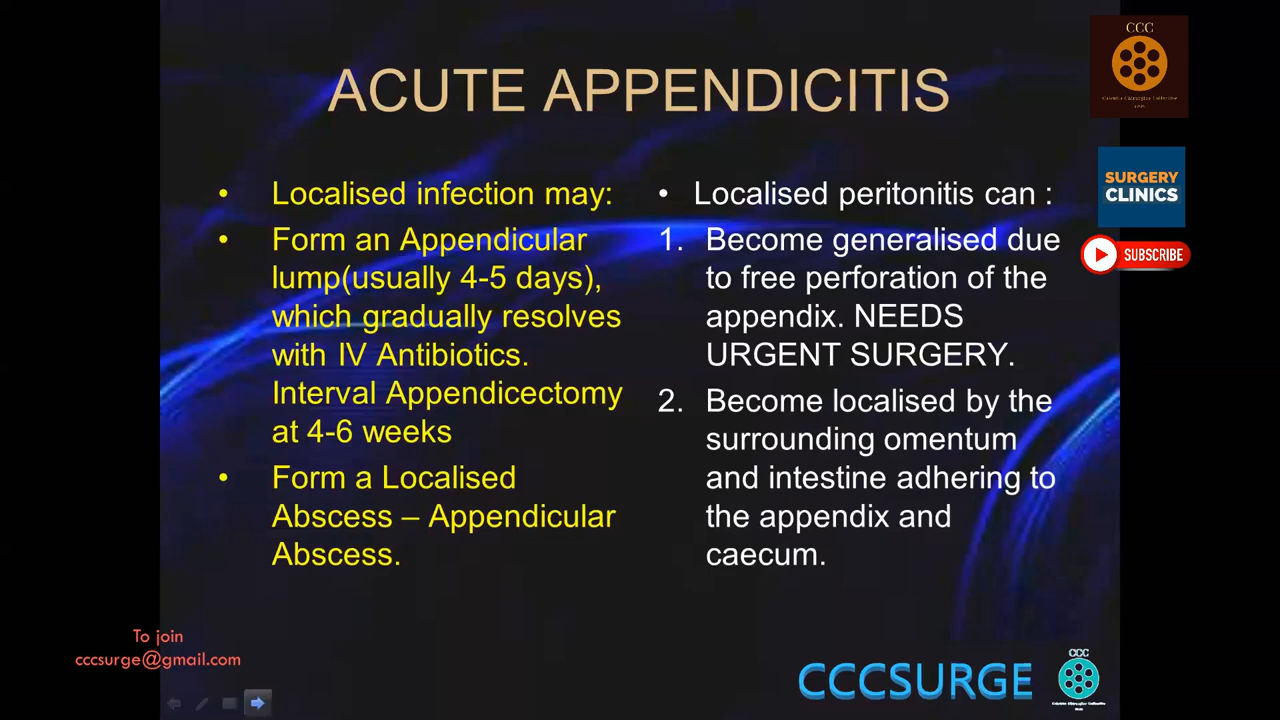 ACUTE APPENDICITIS
• Localised infection may:
• Form an Appendicular
lump(usually 4-5 days),
which gradually resolves
with IV Antibiotics.
Interval Appendicectomy
at 4-6 weeks
• Form a Localised
Abscess – Appendicular
Abscess.
• Localised peritonitis can :
1. Become generalised due
to free perforation of the
appendix. NEEDS
URGENT SURGERY.
2. Become localised by the
surrounding omentum
and intestine adhering to
the appendix and
caecum.
CCC
SURGERY
CLINICS
SUBSCRIBE
To join
cccsurge@gmail.com
CCCSURGE
CCC